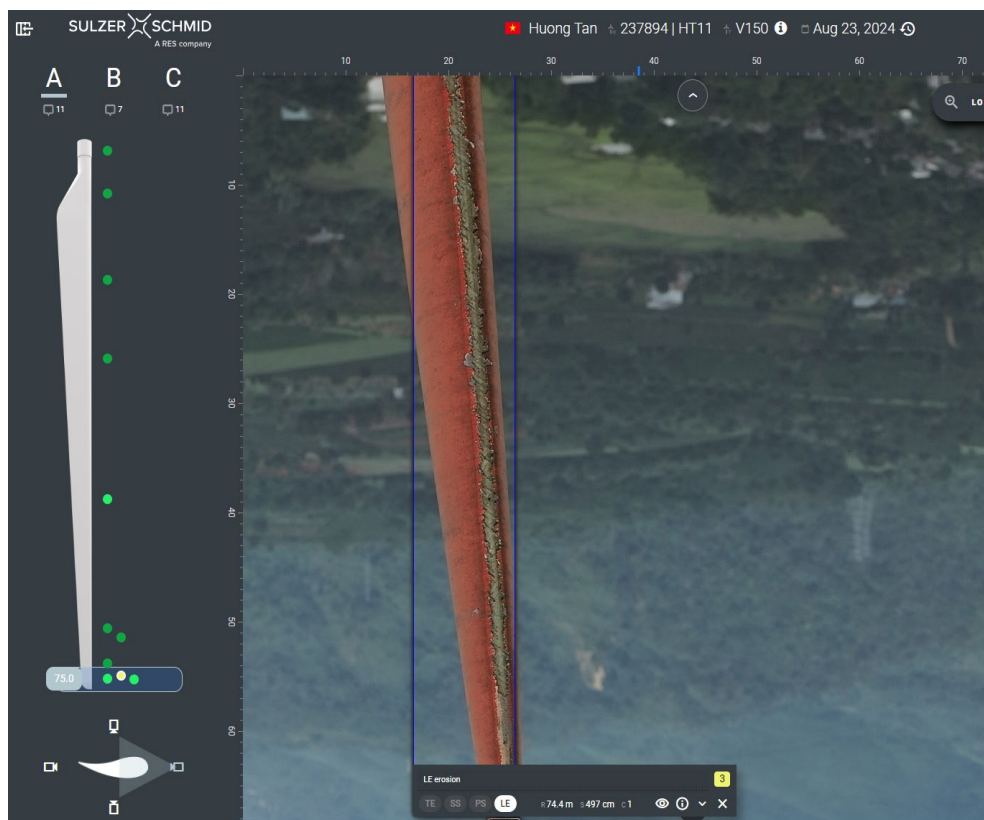 SULZER SCHMID
A RES company
Huong Tan 237894 | HT11 V150 Aug 23, 2024
A B C
11 7 11
10 20 30 40 50 60 70
LO
10
20
30
40
50
60
75.0
LE erosion 3
TE SS PS LE R 74.4 m S 497 cm C 1